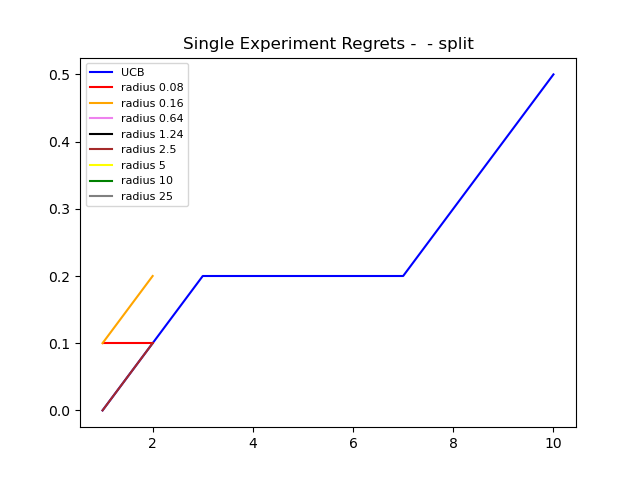 Single Experiment Regrets -  - split
UCB
radius 0.08
radius 0.16
radius 0.64
radius 1.24
radius 2.5
radius 5
radius 10
radius 25
0.5
0.4
0.3
0.2
0.1
0.0
2 4 6 8 10